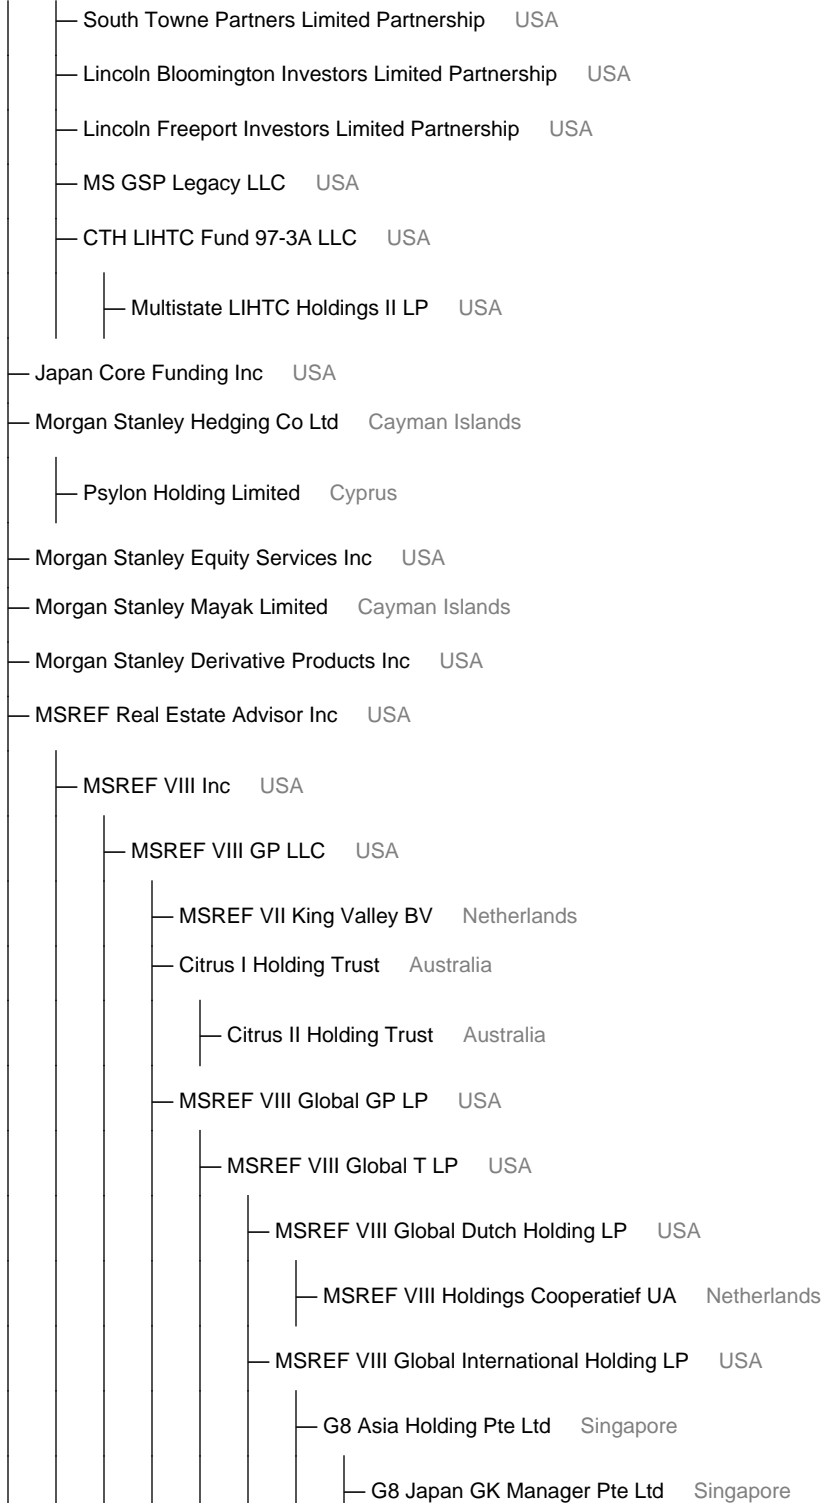 South Towne Partners Limited Partnership USA
Lincoln Bloomington Investors Limited Partnership USA
Lincoln Freeport Investors Limited Partnership USA
MS GSP Legacy LLC USA
CTH LIHTC Fund 97-3A LLC USA
Multistate LIHTC Holdings II LP USA
Japan Core Funding Inc USA
Morgan Stanley Hedging Co Ltd Cayman Islands
Psylon Holding Limited Cyprus
Morgan Stanley Equity Services Inc USA
Morgan Stanley Mayak Limited Cayman Islands
Morgan Stanley Derivative Products Inc USA
MSREF Real Estate Advisor Inc USA
MSREF VIII Inc USA
MSREF VIII GP LLC USA
MSREF VII King Valley BV Netherlands
Citrus I Holding Trust Australia
Citrus II Holding Trust Australia
MSREF VIII Global GP LP USA
MSREF VIII Global T LP USA
MSREF VIII Global Dutch Holding LP USA
MSREF VIII Holdings Cooperatief UA Netherlands
MSREF VIII Global International Holding LP USA
G8 Asia Holding Pte Ltd Singapore
G8 Japan GK Manager Pte Ltd Singapore